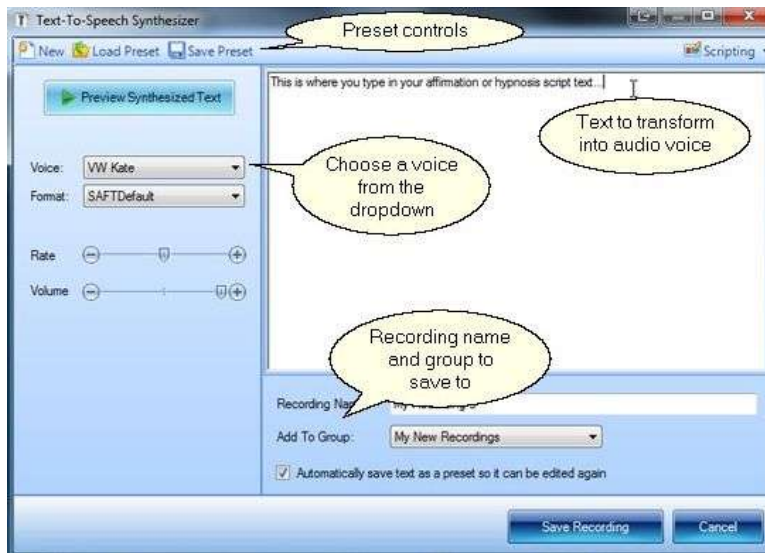 Text-To-Speech Synthesizer
Preset controls
New Load Preset Save Preset
Scripting
Preview Synthesized Text
This is where you type in your affirmation or hypnosis script text...
Text to transform
into audio voice
Voice: VW Kate
Choose a voice
from the
dropdown
Format: SAFTDefault
Rate
Volume
Recording name
and group to
save to
Recording
Add To Group: My New Recordings
Automatically save text as a preset so it can be edited again
Save Recording Cancel